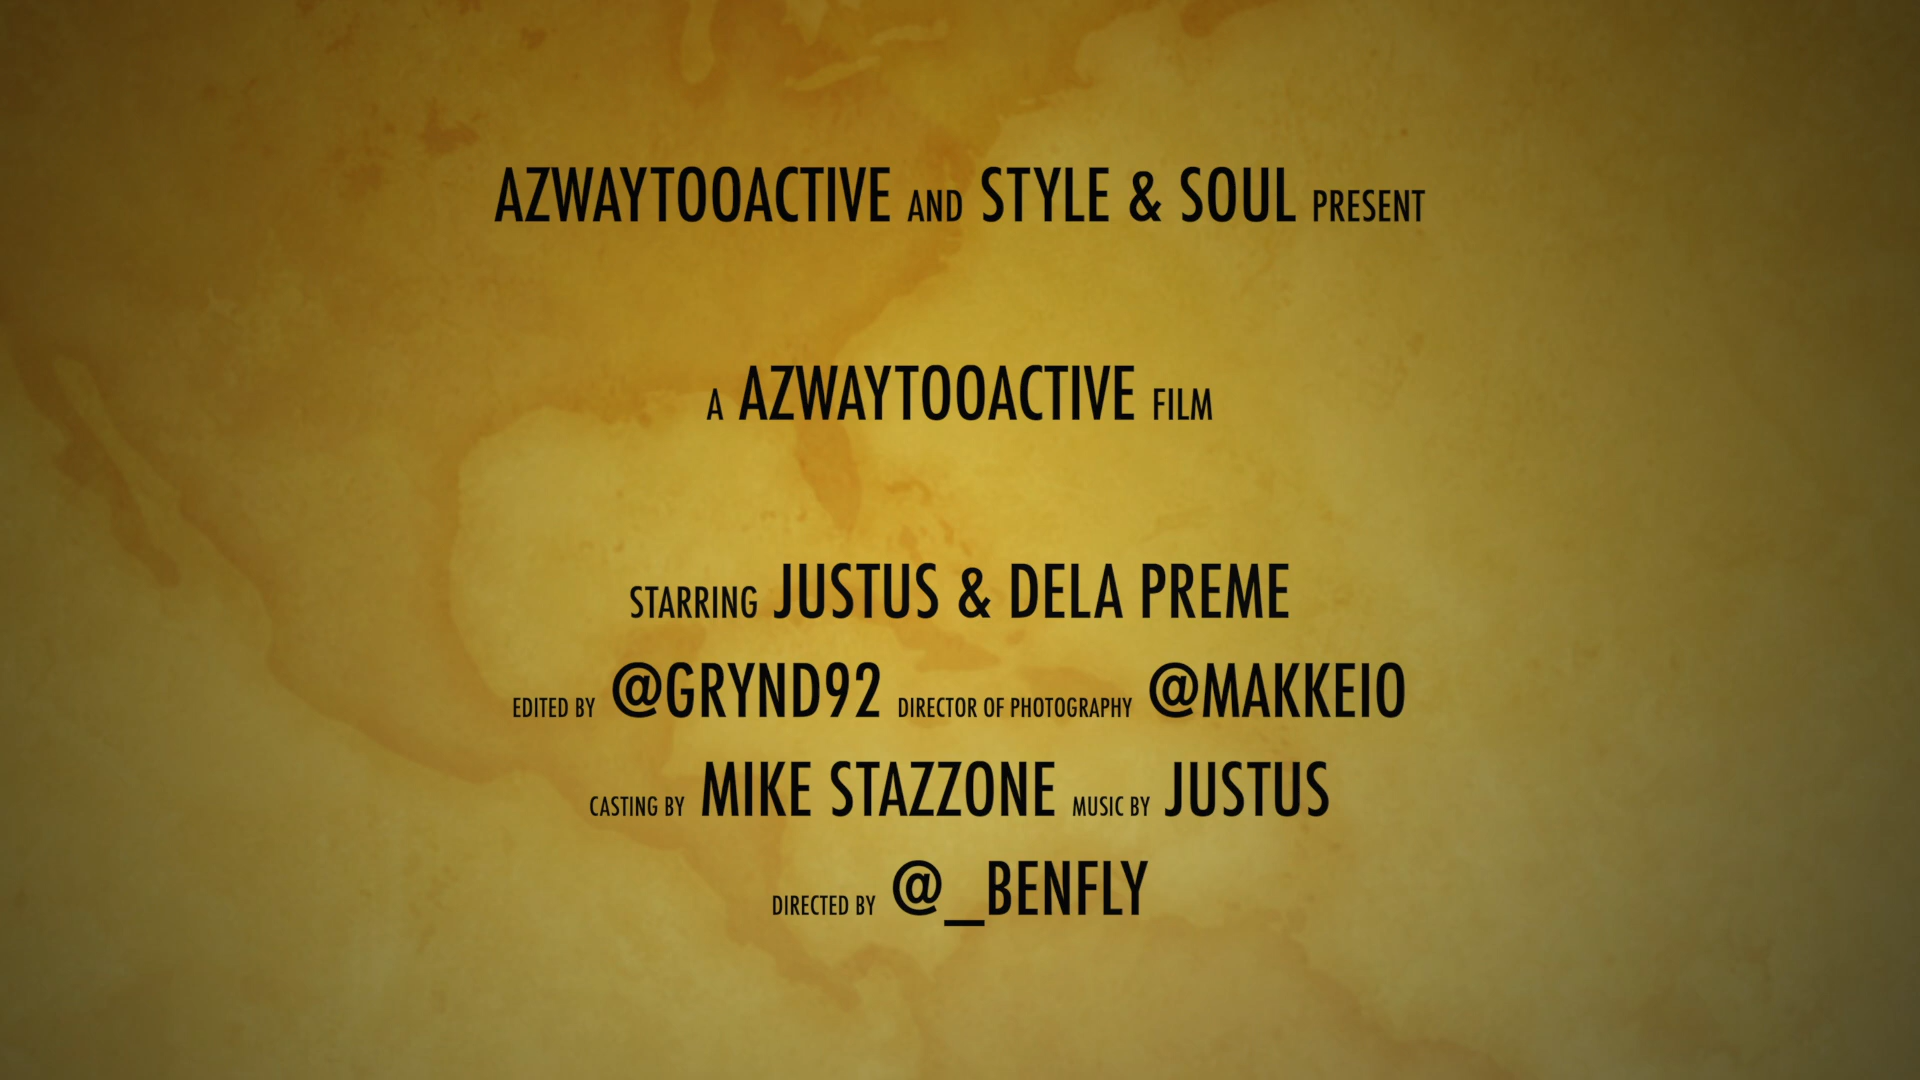 AZWAYTOOACTIVE AND STYLE & SOUL PRESENT
A AZWAYTOOACTIVE FILM
STARRING JUSTUS & DELA PREME
EDITED BY @GRYND92 DIRECTOR OF PHOTOGRAPHY @MAKKEIO
CASTING BY MIKE STAZZONE MUSIC BY JUSTUS
DIRECTED BY @_BENFLY